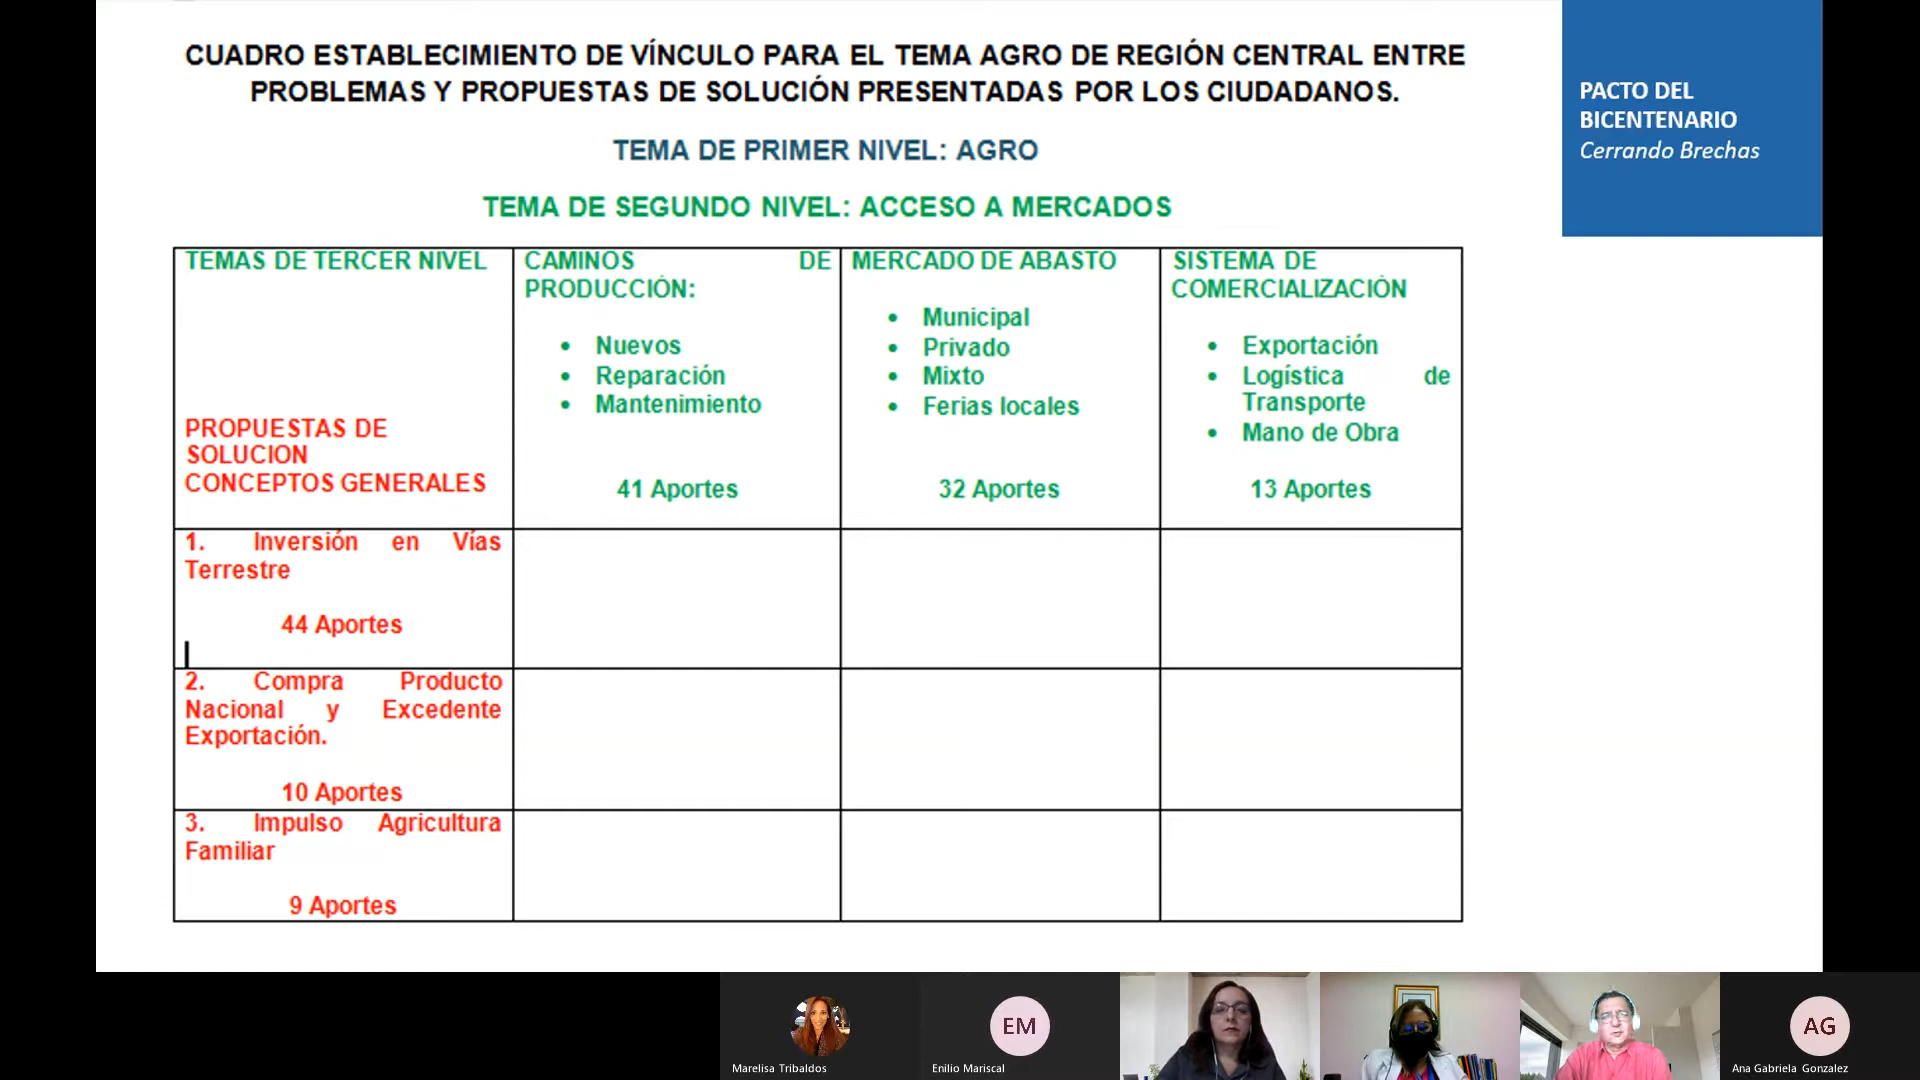 CUADRO ESTABLECIMIENTO DE VÍNCULO PARA EL TEMA AGRO DE REGIÓN CENTRAL ENTRE
PROBLEMAS Y PROPUESTAS DE SOLUCIÓN PRESENTADAS POR LOS CIUDADANOS.
TEMA DE PRIMER NIVEL: AGRO
TEMA DE SEGUNDO NIVEL: ACCESO A MERCADOS
PACTO DEL
BICENTENARIO
Cerrando Brechas
TEMAS DE TERCER NIVEL
PROPUESTAS DE
SOLUCION
CONCEPTOS GENERALES
CAMINOS DE
PRODUCCIÓN:
• Nuevos
• Reparación
• Mantenimiento
41 Aportes
MERCADO DE ABASTO
• Municipal
• Privado
• Mixto
• Ferias locales
32 Aportes
SISTEMA DE
COMERCIALIZACIÓN
• Exportación
• Logística de
Transporte
• Mano de Obra
13 Aportes
1. Inversión en Vías
Terrestre
44 Aportes
2. Compra Producto
Nacional y Excedente
Exportación.
10 Aportes
3. Impulso Agricultura
Familiar
9 Aportes
Marelisa Tribaldos
EM
Enilio Mariscal
AG
Ana Gabriela Gonzalez